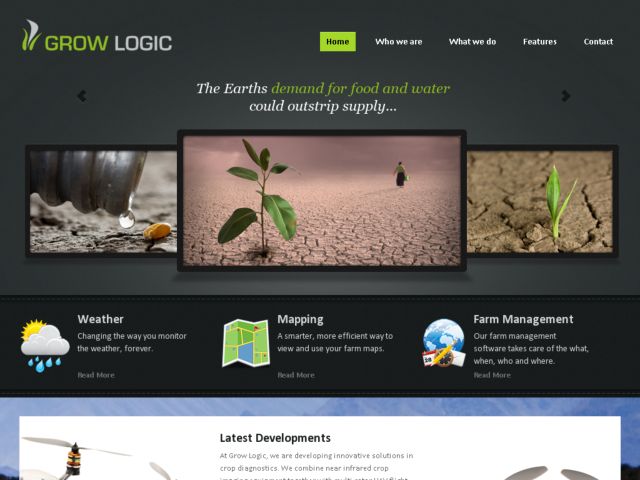 GROW LOGIC
Home Who we are What we do Features Contact
The Earths demand for food and water
could outstrip supply...
Weather
Changing the way you monitor
the weather, forever.
Read More
Mapping
A smarter, more efficient way to
view and use your farm maps.
Read More
Farm Management
Our farm management
software takes care of the what,
when, who and where.
Read More
Latest Developments
At Grow Logic, we are developing innovative solutions in
crop diagnostics. We combine near infrared crop